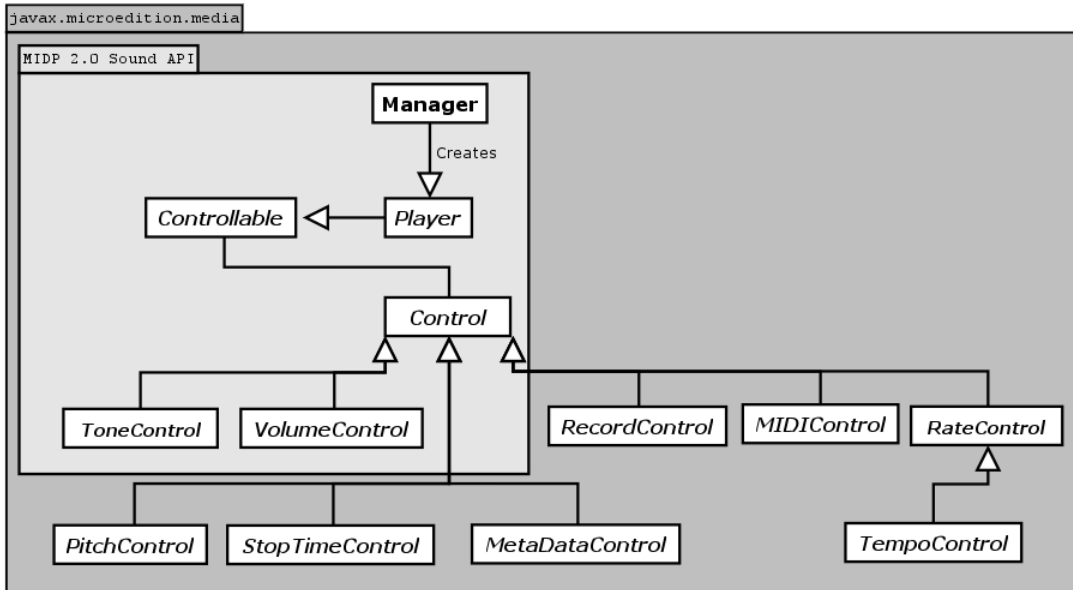 javax.microedition.media
MIDP 2.0 Sound API
Manager
Creates
Controllable
Player
Control
ToneControl
VolumeControl
RecordControl
MIDIControl
RateControl
PitchControl
StopTimeControl
MetaDataControl
TempoControl